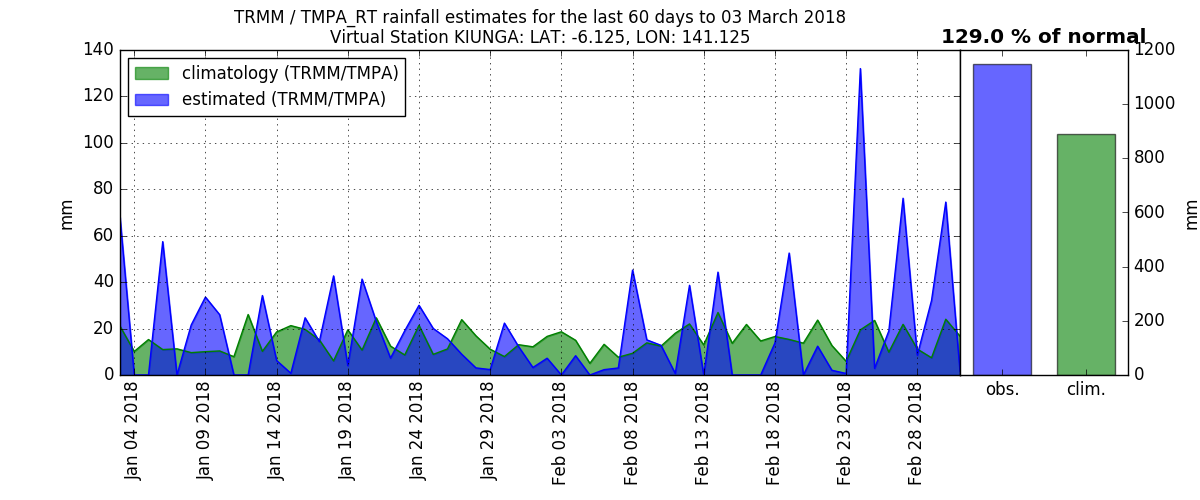 TRMM / TMPA_RT rainfall estimates for the last 60 days to 03 March 2018
Virtual Station KIUNGA: LAT: -6.125, LON: 141.125
129.0 % of normal
climatology (TRMM/TMPA)
estimated (TRMM/TMPA)
mm
140
120
100
80
60
40
20
0
Jan 04 2018
Jan 09 2018
Jan 14 2018
Jan 19 2018
Jan 24 2018
Jan 29 2018
Feb 03 2018
Feb 08 2018
Feb 13 2018
Feb 18 2018
Feb 23 2018
Feb 28 2018
obs.
clim.
1200
1000
800
600
400
200
0
mm